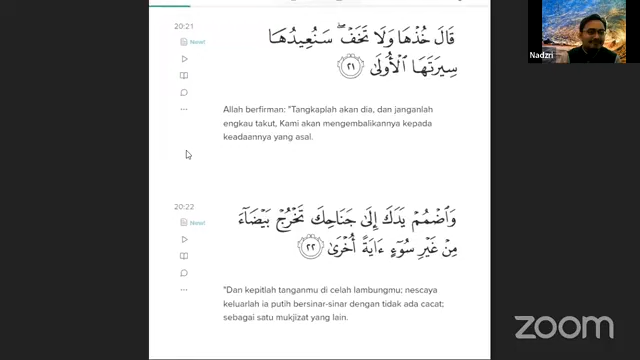 20:21
New!
قَالَ خُذْهَا وَلَا تَخَفْ ۖ سَنُعِيدُهَا
سِيرَتَهَا ٱلْأُولَىٰ ٢١
Allah berfirman: "Tangkaplah akan dia, dan janganlah
engkau takut, Kami akan mengembalikannya kepada
keadaannya yang asal.
20:22
New!
وَٱضْمُمْ يَدَكَ إِلَىٰ جَنَاحِكَ تَخْرُجْ بَيْضَآءَ
مِنْ غَيْرِ سُوٓءٍ ءَايَةً أُخْرَىٰ ٢٢
"Dan kepitlah tanganmu di celah lambungmu; nescaya
keluarlah ia putih bersinar-sinar dengan tidak ada cacat;
sebagai satu mukjizat yang lain.
Nadzri
zoom